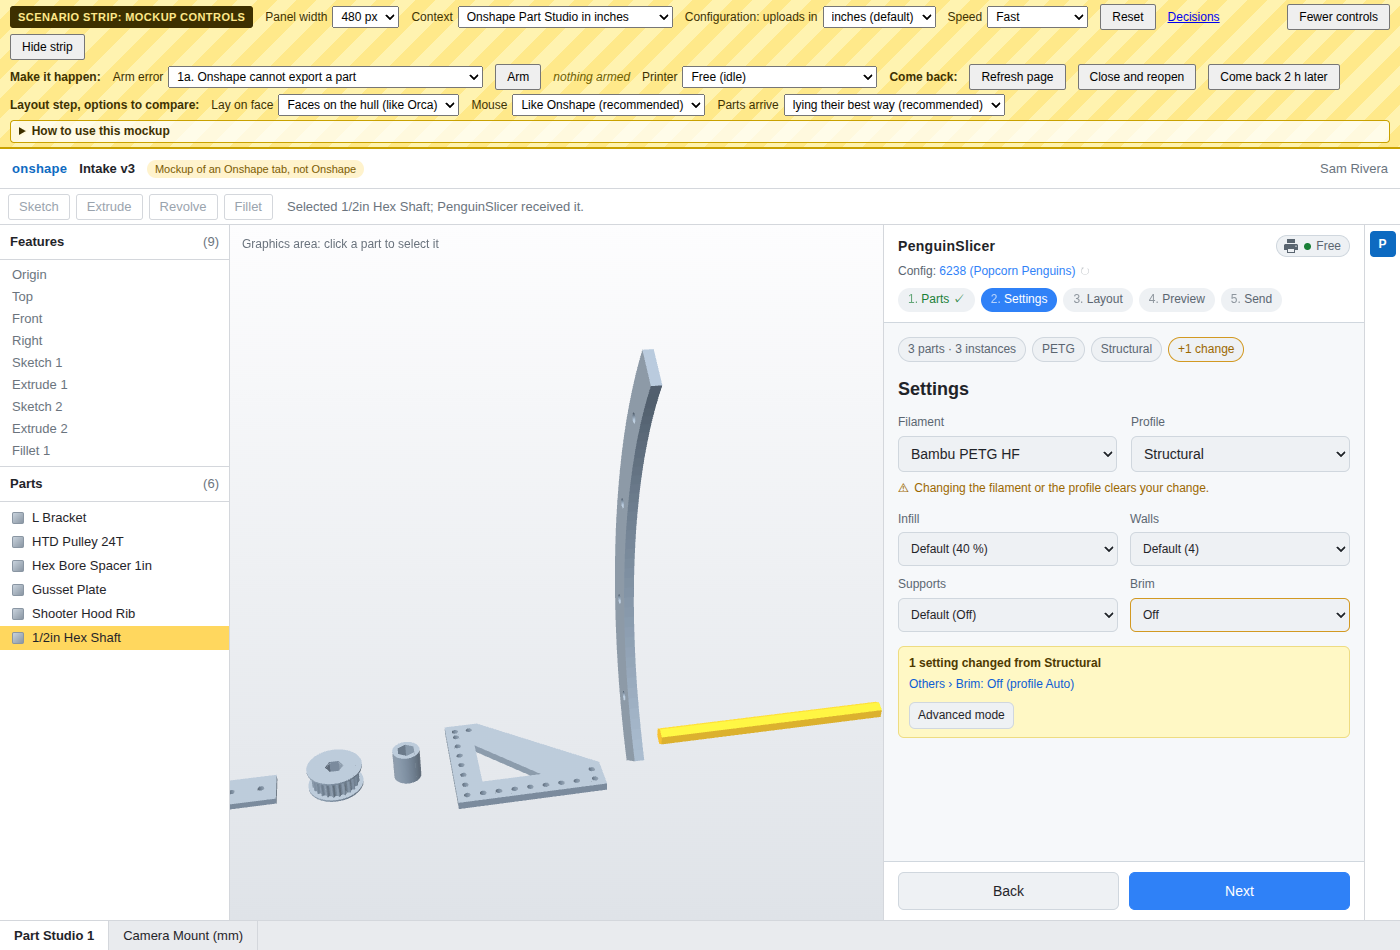 SCENARIO STRIP: MOCKUP CONTROLS Panel width 480 px Context Onshape Part Studio in inches Configuration: uploads in inches (default) Speed Fast Reset Decisions Fewer controls
Hide strip
Make it happen: Arm error 1a. Onshape cannot export a part Arm nothing armed Printer Free (idle) Come back: Refresh page Close and reopen Come back 2 h later
Layout step, options to compare: Lay on face Faces on the hull (like Orca) Mouse Like Onshape (recommended) Parts arrive lying their best way (recommended)
How to use this mockup
onshape Intake v3 Mockup of an Onshape tab, not Onshape Sam Rivera
Sketch Extrude Revolve Fillet Selected 1/2in Hex Shaft; PenguinSlicer received it.
Features (9)
Origin
Top
Front
Right
Sketch 1
Extrude 1
Sketch 2
Extrude 2
Fillet 1
Parts (6)
L Bracket
HTD Pulley 24T
Hex Bore Spacer 1in
Gusset Plate
Shooter Hood Rib
1/2in Hex Shaft
Graphics area: click a part to select it
PenguinSlicer Free
Config: 6238 (Popcorn Penguins)
1. Parts ✓ 2. Settings 3. Layout 4. Preview 5. Send
3 parts · 3 instances PETG Structural +1 change
Settings
Filament Profile
Bambu PETG HF Structural
⚠ Changing the filament or the profile clears your change.
Infill Walls
Default (40 %) Default (4)
Supports Brim
Default (Off) Off
1 setting changed from Structural
Others › Brim: Off (profile Auto)
Advanced mode
Back Next
P
Part Studio 1 Camera Mount (mm)